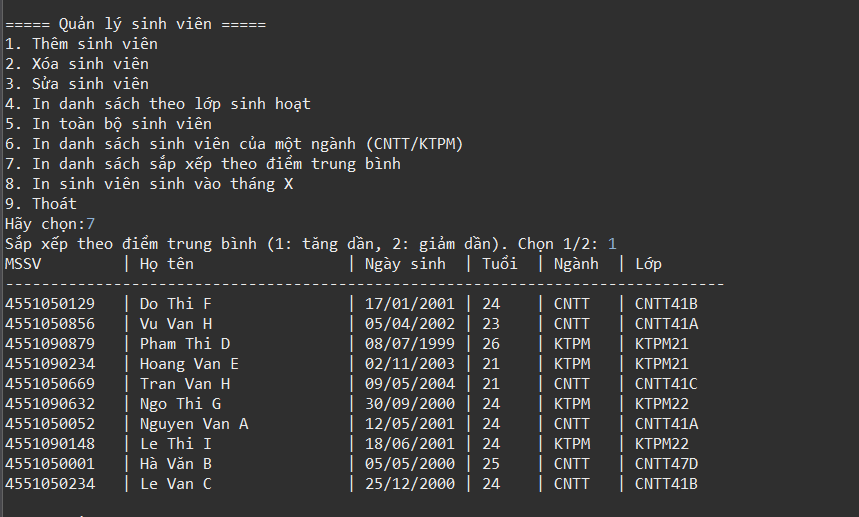 ===== Quản lý sinh viên =====
1. Thêm sinh viên
2. Xóa sinh viên
3. Sửa sinh viên
4. In danh sách theo lớp sinh hoạt
5. In toàn bộ sinh viên
6. In danh sách sinh viên của một ngành (CNTT/KTPM)
7. In danh sách sắp xếp theo điểm trung bình
8. In sinh viên sinh vào tháng X
9. Thoát
Hãy chọn:7
Sắp xếp theo điểm trung bình (1: tăng dần, 2: giảm dần). Chọn 1/2: 1
MSSV | Họ tên | Ngày sinh | Tuổi | Ngành | Lớp
--------------------------------------------------------------------------------
4551050129 | Do Thi F | 17/01/2001 | 24 | CNTT | CNTT41B
4551050856 | Vu Van H | 05/04/2002 | 23 | CNTT | CNTT41A
4551090879 | Pham Thi D | 08/07/1999 | 26 | KTPM | KTPM21
4551090234 | Hoang Van E | 02/11/2003 | 21 | KTPM | KTPM21
4551050669 | Tran Van H | 09/05/2004 | 21 | CNTT | CNTT41C
4551090632 | Ngo Thi G | 30/09/2000 | 24 | KTPM | KTPM22
4551050052 | Nguyen Van A | 12/05/2001 | 24 | CNTT | CNTT41A
4551090148 | Le Thi I | 18/06/2001 | 24 | KTPM | KTPM22
4551050001 | Hà Văn B | 05/05/2000 | 25 | CNTT | CNTT47D
4551050234 | Le Van C | 25/12/2000 | 24 | CNTT | CNTT41B